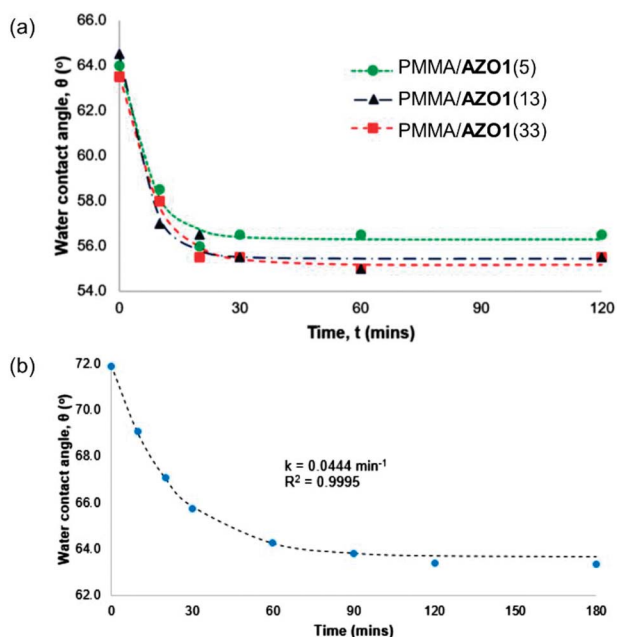 (a)
66.0
64.0
62.0
60.0
58.0
56.0
54.0
Water contact angle, θ (°)
PMMA/AZO1(5)
PMMA/AZO1(13)
PMMA/AZO1(33)
0 30 60 90 120
Time, t (mins)
(b)
72.0
70.0
68.0
66.0
64.0
62.0
Water contact angle, θ (°)
k = 0.0444 min⁻¹
R² = 0.9995
0 30 60 90 120 150 180
Time (mins)